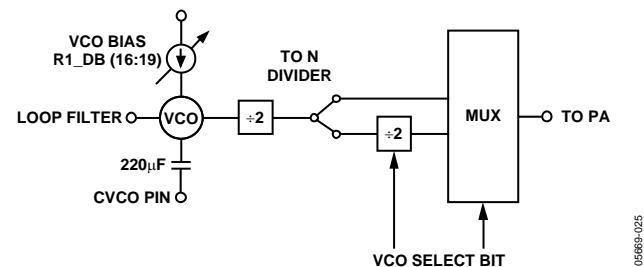 VCO BIAS
R1_DB (16:19)
LOOP FILTER
VCO
220μF
CVCO PIN
÷2
TO N
DIVIDER
÷2
MUX
TO PA
VCO SELECT BIT
05669-025